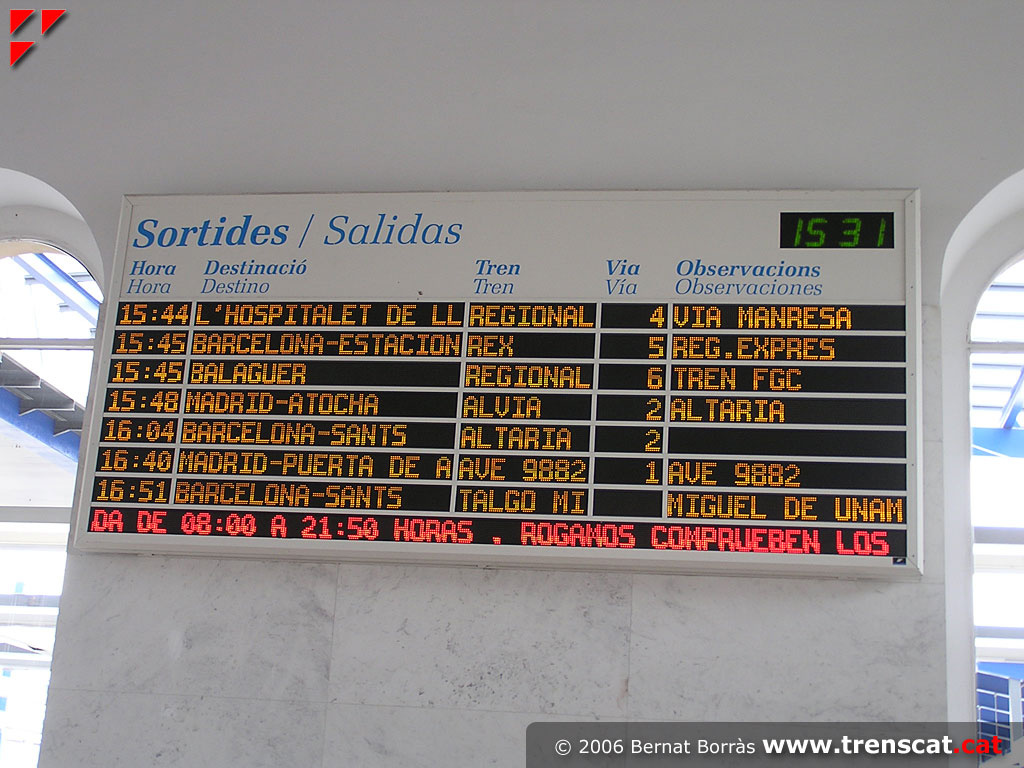 Sortides / Salidas 15 31
Hora Destinació Tren Via Observacions
Hora Destino Tren Vía Observaciones
15:44 L'HOSPITALET DE LL REGIONAL 4 VIA MANRESA
15:45 BARCELONA-ESTACION REX 5 REG.EXPRES
15:45 BALAGUER REGIONAL 6 TREN FGC
15:48 MADRID-ATOCHA ALVIA 2 ALTARIA
16:04 BARCELONA-SANTS ALTARIA 2
16:40 MADRID-PUERTA DE A AVE 9882 1 AVE 9882
16:51 BARCELONA-SANTS TALGO MI MIGUEL DE UNAM
DA DE 08:00 A 21:50 HORAS . ROGAMOS COMPRUEBEN LOS
© 2006 Bernat Borràs www.trenscat.cat